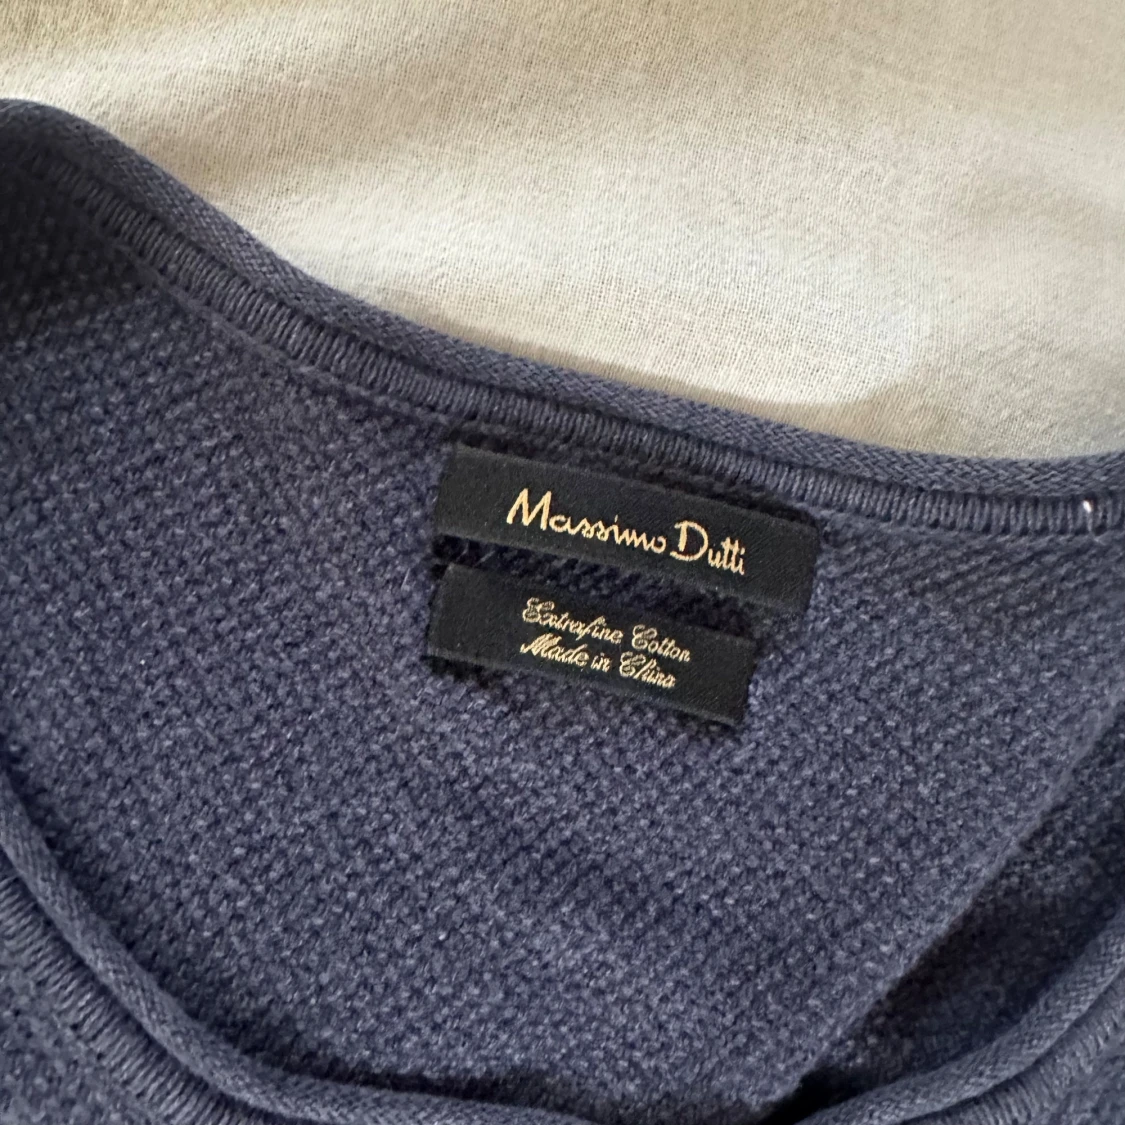 Massimo Dutti
Extrafine Cotton
Made in China